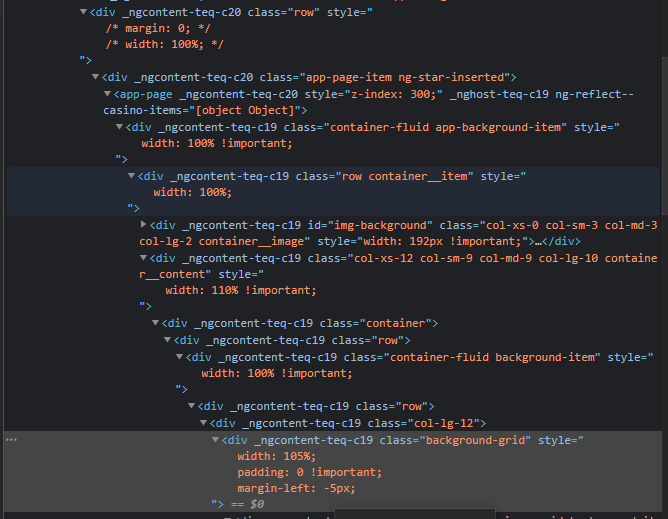 <div _ngcontent-teq-c20 class="row" style="
/* margin: 0; */
/* width: 100%; */
">
<div _ngcontent-teq-c20 class="app-page-item ng-star-inserted">
<app-page _ngcontent-teq-c20 style="z-index: 300;" _nghost-teq-c19 ng-reflect--
casino-items="[object Object]">
<div _ngcontent-teq-c19 class="container-fluid app-background-item" style="
width: 100% !important;
">
<div _ngcontent-teq-c19 class="row container__item" style="
width: 100%;
">
<div _ngcontent-teq-c19 id="img-background" class="col-xs-0 col-sm-3 col-md-3
col-lg-2 container__image" style="width: 192px !important;">…</div>
<div _ngcontent-teq-c19 class="col-xs-12 col-sm-9 col-md-9 col-lg-10 containe
r__content" style="
width: 110% !important;
">
<div _ngcontent-teq-c19 class="container">
<div _ngcontent-teq-c19 class="row">
<div _ngcontent-teq-c19 class="container-fluid background-item" style="
width: 100% !important;
">
<div _ngcontent-teq-c19 class="row">
<div _ngcontent-teq-c19 class="col-lg-12">
<div _ngcontent-teq-c19 class="background-grid" style="
width: 105%;
padding: 0 !important;
margin-left: -5px;
"> == $0